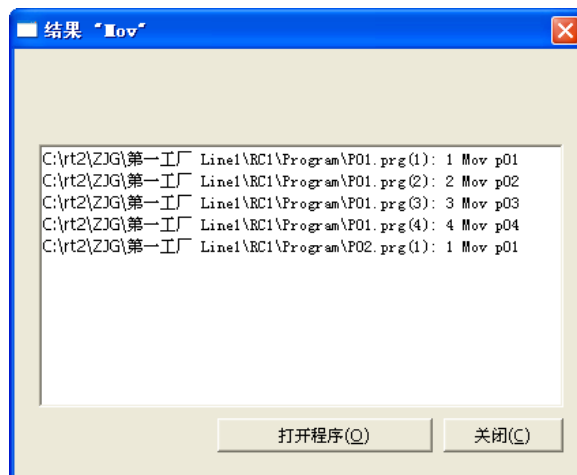 结果 "Mov"
C:\rt2\ZJG\第一工厂 Line1\RC1\Program\P01.prg(1): 1 Mov p01
C:\rt2\ZJG\第一工厂 Line1\RC1\Program\P01.prg(2): 2 Mov p02
C:\rt2\ZJG\第一工厂 Line1\RC1\Program\P01.prg(3): 3 Mov p03
C:\rt2\ZJG\第一工厂 Line1\RC1\Program\P01.prg(4): 4 Mov p04
C:\rt2\ZJG\第一工厂 Line1\RC1\Program\P02.prg(1): 1 Mov p01
打开程序(O) 关闭(C)